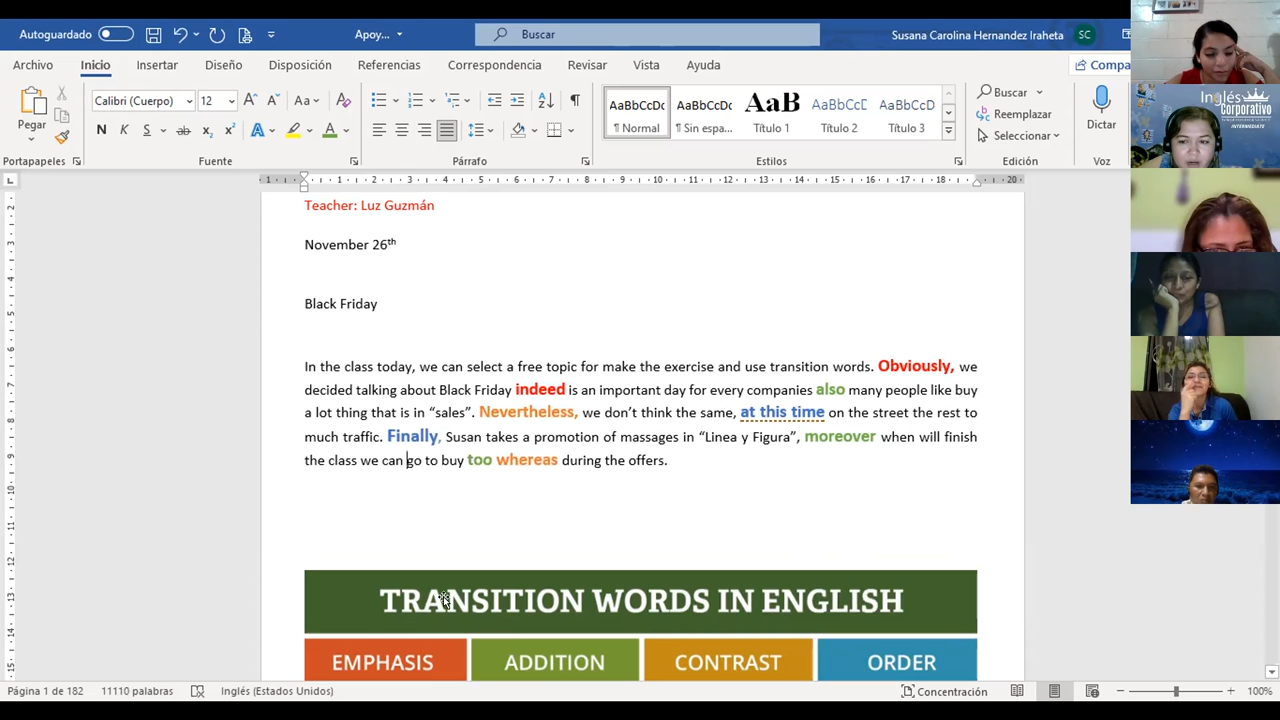 Autoguardado
Apoy...
Buscar
Susana Carolina Hernandez Iraheta
SC
Archivo Inicio Insertar Diseño Disposición Referencias Correspondencia Revisar Vista Ayuda
Compa
Pegar
Calibri (Cuerpo) 12
AaBbCcDc AaBbCcDc AaB AaBbCcE AaBbCcD
¶ Normal ¶ Sin espa... Título 1 Título 2 Título 3
Buscar
Reemplazar
Seleccionar
Dictar
Portapapeles Fuente Párrafo Estilos Edición Voz
Inglés
Corporativo
INTERMEDIATE
Teacher: Luz Guzmán
November 26th
Black Friday
In the class today, we can select a free topic for make the exercise and use transition words. Obviously, we
decided talking about Black Friday indeed is an important day for every companies also many people like buy
a lot thing that is in “sales”. Nevertheless, we don’t think the same, at this time on the street the rest to
much traffic. Finally, Susan takes a promotion of massages in “Linea y Figura”, moreover when will finish
the class we can go to buy too whereas during the offers.
TRANSITION WORDS IN ENGLISH
EMPHASIS ADDITION CONTRAST ORDER
Página 1 de 182 11110 palabras Inglés (Estados Unidos) Concentración 100%